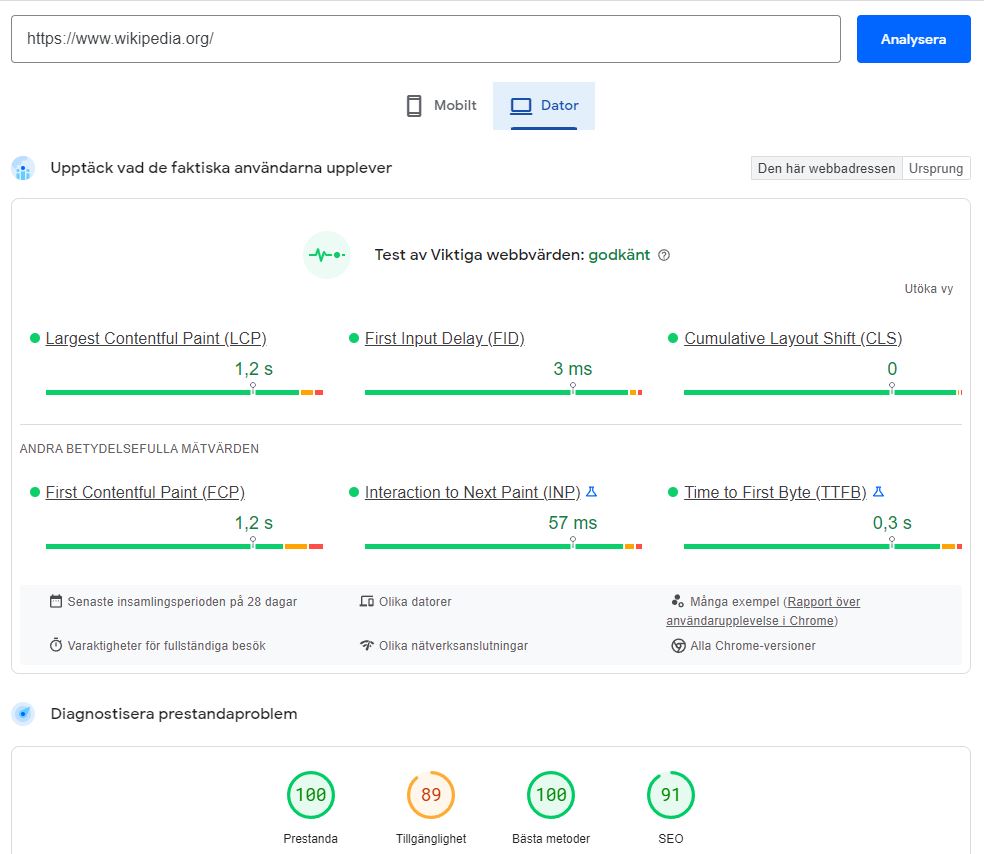 https://www.wikipedia.org/
Analysera
Mobilt
Dator
Upptäck vad de faktiska användarna upplever
Den här webbadressen
Ursprung
Test av Viktiga webbvärden: godkänt
Utöka vy
Largest Contentful Paint (LCP)
1,2 s
First Input Delay (FID)
3 ms
Cumulative Layout Shift (CLS)
0
ANDRA BETYDELSEFULLA MÄTVÄRDEN
First Contentful Paint (FCP)
1,2 s
Interaction to Next Paint (INP)
57 ms
Time to First Byte (TTFB)
0,3 s
Senaste insamlingsperioden på 28 dagar
Olika datorer
Många exempel (Rapport över
användarupplevelse i Chrome)
Varaktigheter för fullständiga besök
Olika nätverksanslutningar
Alla Chrome-versioner
Diagnostisera prestandaproblem
100
Prestanda
89
Tillgänglighet
100
Bästa metoder
91
SEO